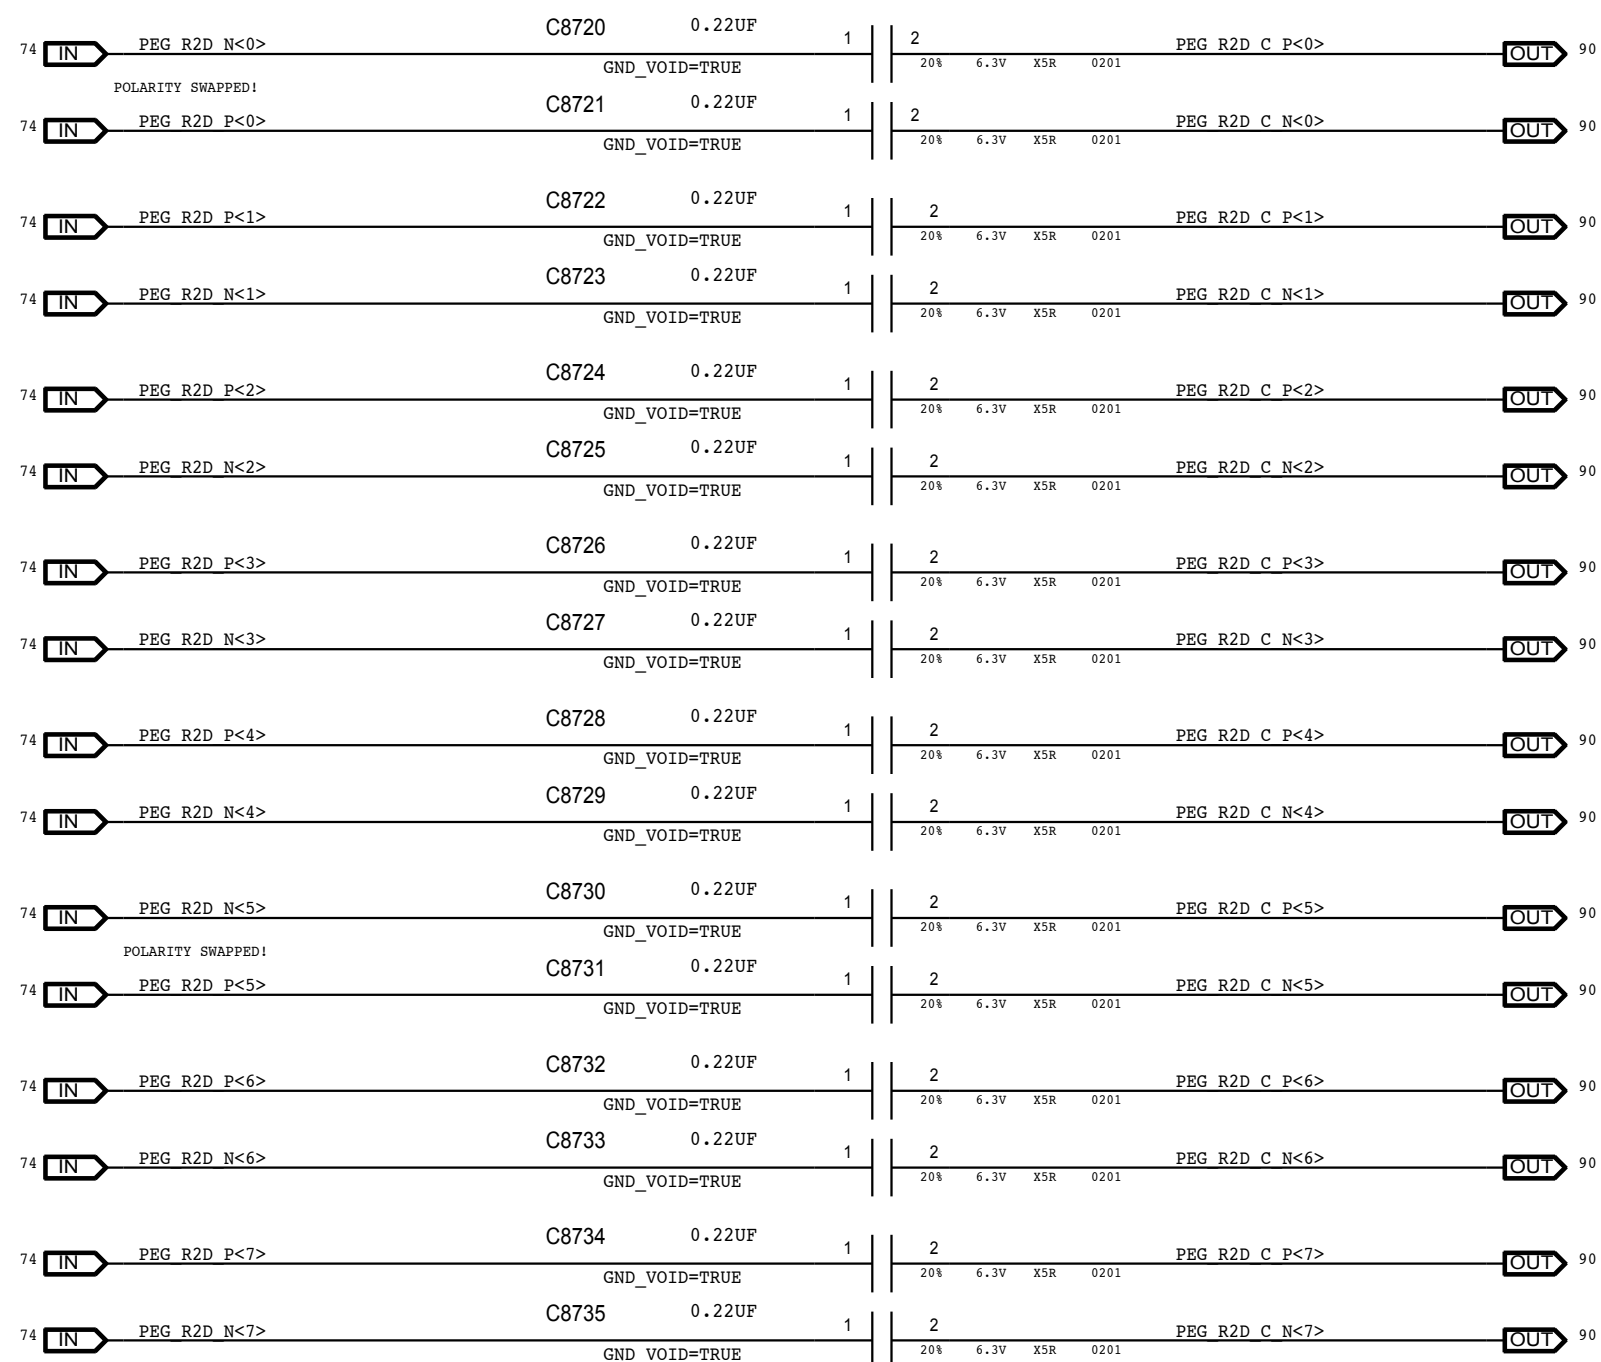 C8720 0.22UF
74 IN PEG_R2D_N<0> 1 2 PEG_R2D_C_P<0> OUT 90
GND_VOID=TRUE 20% 6.3V X5R 0201
POLARITY SWAPPED!
C8721 0.22UF
74 IN PEG_R2D_P<0> 1 2 PEG_R2D_C_N<0> OUT 90
GND_VOID=TRUE 20% 6.3V X5R 0201
C8722 0.22UF
74 IN PEG_R2D_P<1> 1 2 PEG_R2D_C_P<1> OUT 90
GND_VOID=TRUE 20% 6.3V X5R 0201
C8723 0.22UF
74 IN PEG_R2D_N<1> 1 2 PEG_R2D_C_N<1> OUT 90
GND_VOID=TRUE 20% 6.3V X5R 0201
C8724 0.22UF
74 IN PEG_R2D_P<2> 1 2 PEG_R2D_C_P<2> OUT 90
GND_VOID=TRUE 20% 6.3V X5R 0201
C8725 0.22UF
74 IN PEG_R2D_N<2> 1 2 PEG_R2D_C_N<2> OUT 90
GND_VOID=TRUE 20% 6.3V X5R 0201
C8726 0.22UF
74 IN PEG_R2D_P<3> 1 2 PEG_R2D_C_P<3> OUT 90
GND_VOID=TRUE 20% 6.3V X5R 0201
C8727 0.22UF
74 IN PEG_R2D_N<3> 1 2 PEG_R2D_C_N<3> OUT 90
GND_VOID=TRUE 20% 6.3V X5R 0201
C8728 0.22UF
74 IN PEG_R2D_P<4> 1 2 PEG_R2D_C_P<4> OUT 90
GND_VOID=TRUE 20% 6.3V X5R 0201
C8729 0.22UF
74 IN PEG_R2D_N<4> 1 2 PEG_R2D_C_N<4> OUT 90
GND_VOID=TRUE 20% 6.3V X5R 0201
C8730 0.22UF
74 IN PEG_R2D_N<5> 1 2 PEG_R2D_C_P<5> OUT 90
GND_VOID=TRUE 20% 6.3V X5R 0201
POLARITY SWAPPED!
C8731 0.22UF
74 IN PEG_R2D_P<5> 1 2 PEG_R2D_C_N<5> OUT 90
GND_VOID=TRUE 20% 6.3V X5R 0201
C8732 0.22UF
74 IN PEG_R2D_P<6> 1 2 PEG_R2D_C_P<6> OUT 90
GND_VOID=TRUE 20% 6.3V X5R 0201
C8733 0.22UF
74 IN PEG_R2D_N<6> 1 2 PEG_R2D_C_N<6> OUT 90
GND_VOID=TRUE 20% 6.3V X5R 0201
C8734 0.22UF
74 IN PEG_R2D_P<7> 1 2 PEG_R2D_C_P<7> OUT 90
GND_VOID=TRUE 20% 6.3V X5R 0201
C8735 0.22UF
74 IN PEG_R2D_N<7> 1 2 PEG_R2D_C_N<7> OUT 90
GND_VOID=TRUE 20% 6.3V X5R 0201